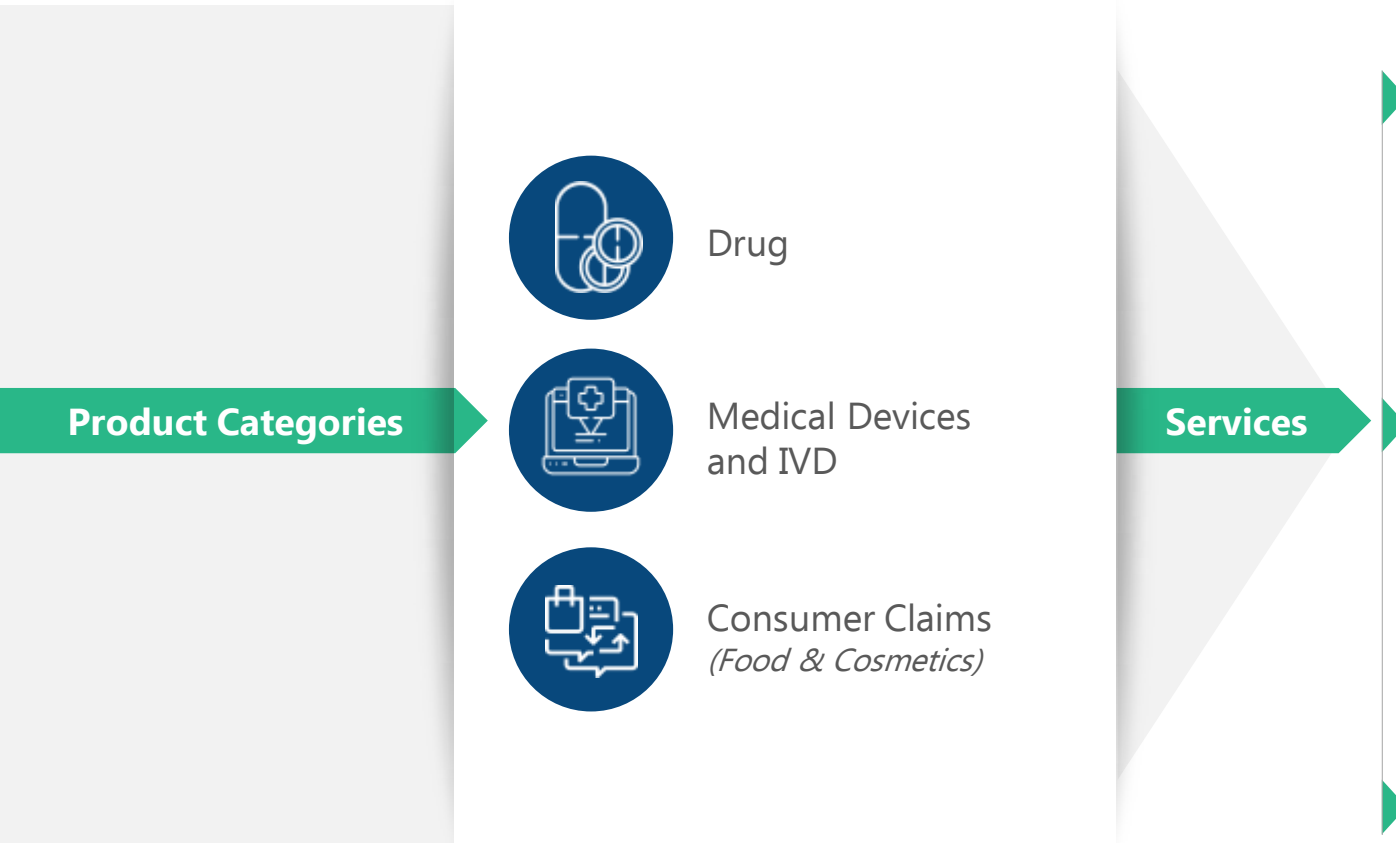 Product Categories
Drug
Medical Devices
and IVD
Consumer Claims
(Food & Cosmetics)
Services